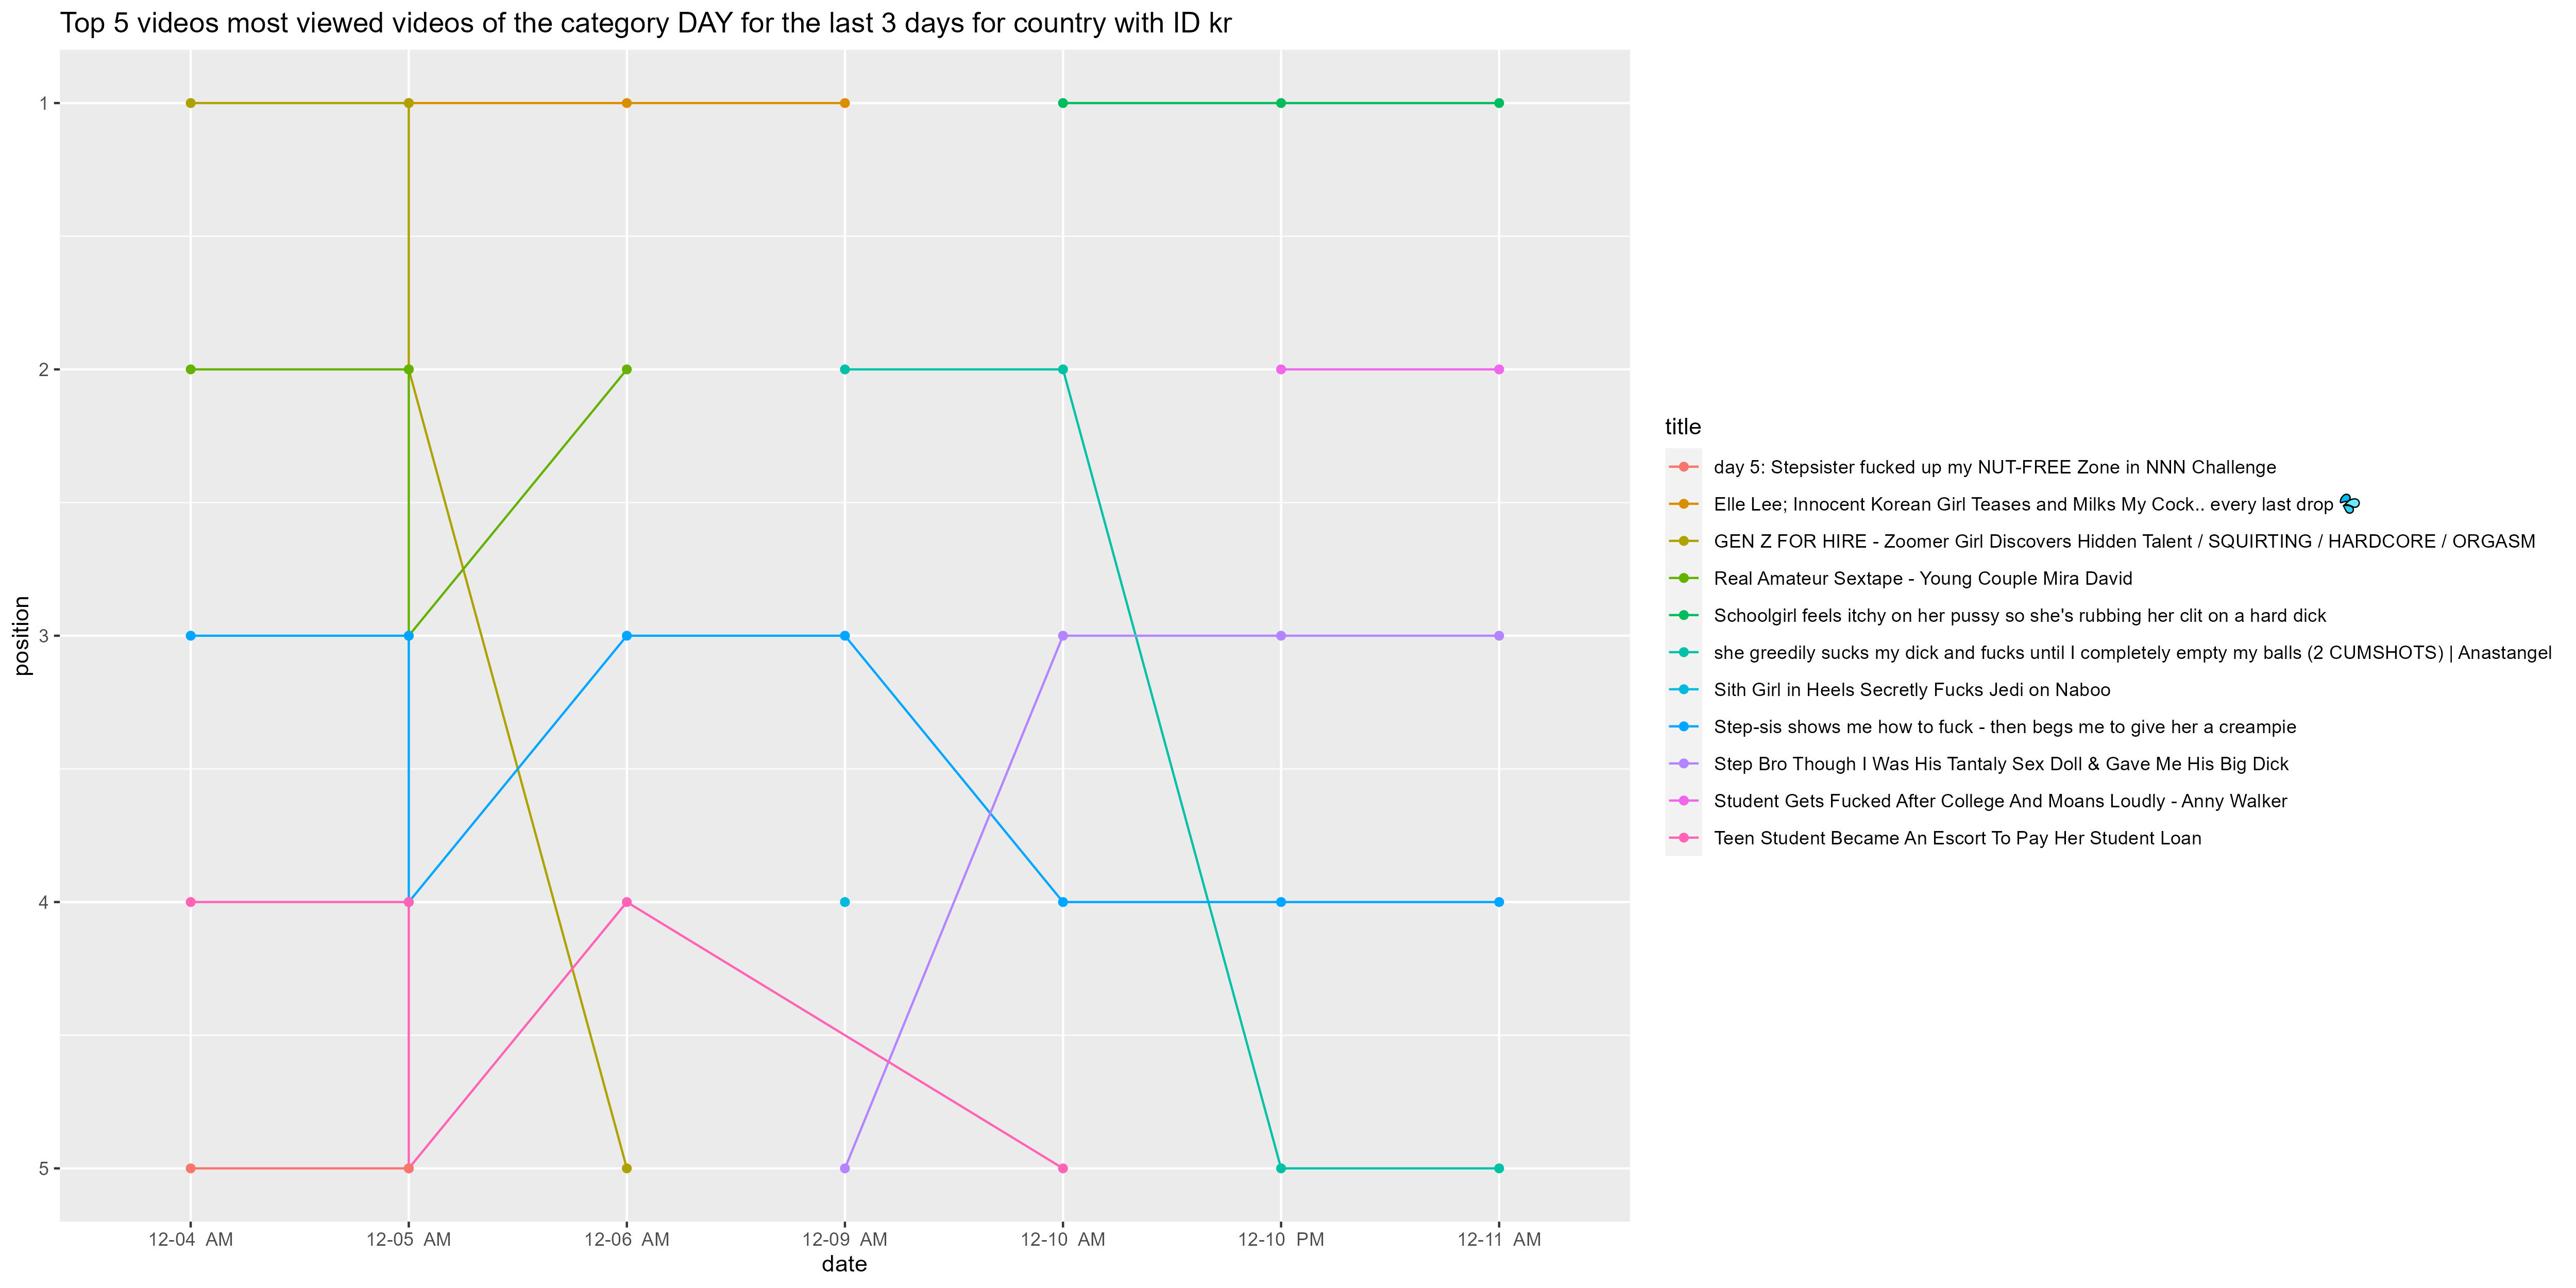 Top 5 videos most viewed videos of the category DAY for the last 3 days for country with ID kr
1
2
3
4
5
position
12-04 AM
12-05 AM
12-06 AM
12-09 AM
12-10 AM
12-10 PM
12-11 AM
date
title
day 5: Stepsister fucked up my NUT-FREE Zone in NNN Challenge
Elle Lee; Innocent Korean Girl Teases and Milks My Cock.. every last drop 💦
GEN Z FOR HIRE - Zoomer Girl Discovers Hidden Talent / SQUIRTING / HARDCORE / ORGASM
Real Amateur Sextape - Young Couple Mira David
Schoolgirl feels itchy on her pussy so she's rubbing her clit on a hard dick
she greedily sucks my dick and fucks until I completely empty my balls (2 CUMSHOTS) | Anastangel
Sith Girl in Heels Secretly Fucks Jedi on Naboo
Step-sis shows me how to fuck - then begs me to give her a creampie
Step Bro Though I Was His Tantaly Sex Doll & Gave Me His Big Dick
Student Gets Fucked After College And Moans Loudly - Anny Walker
Teen Student Became An Escort To Pay Her Student Loan